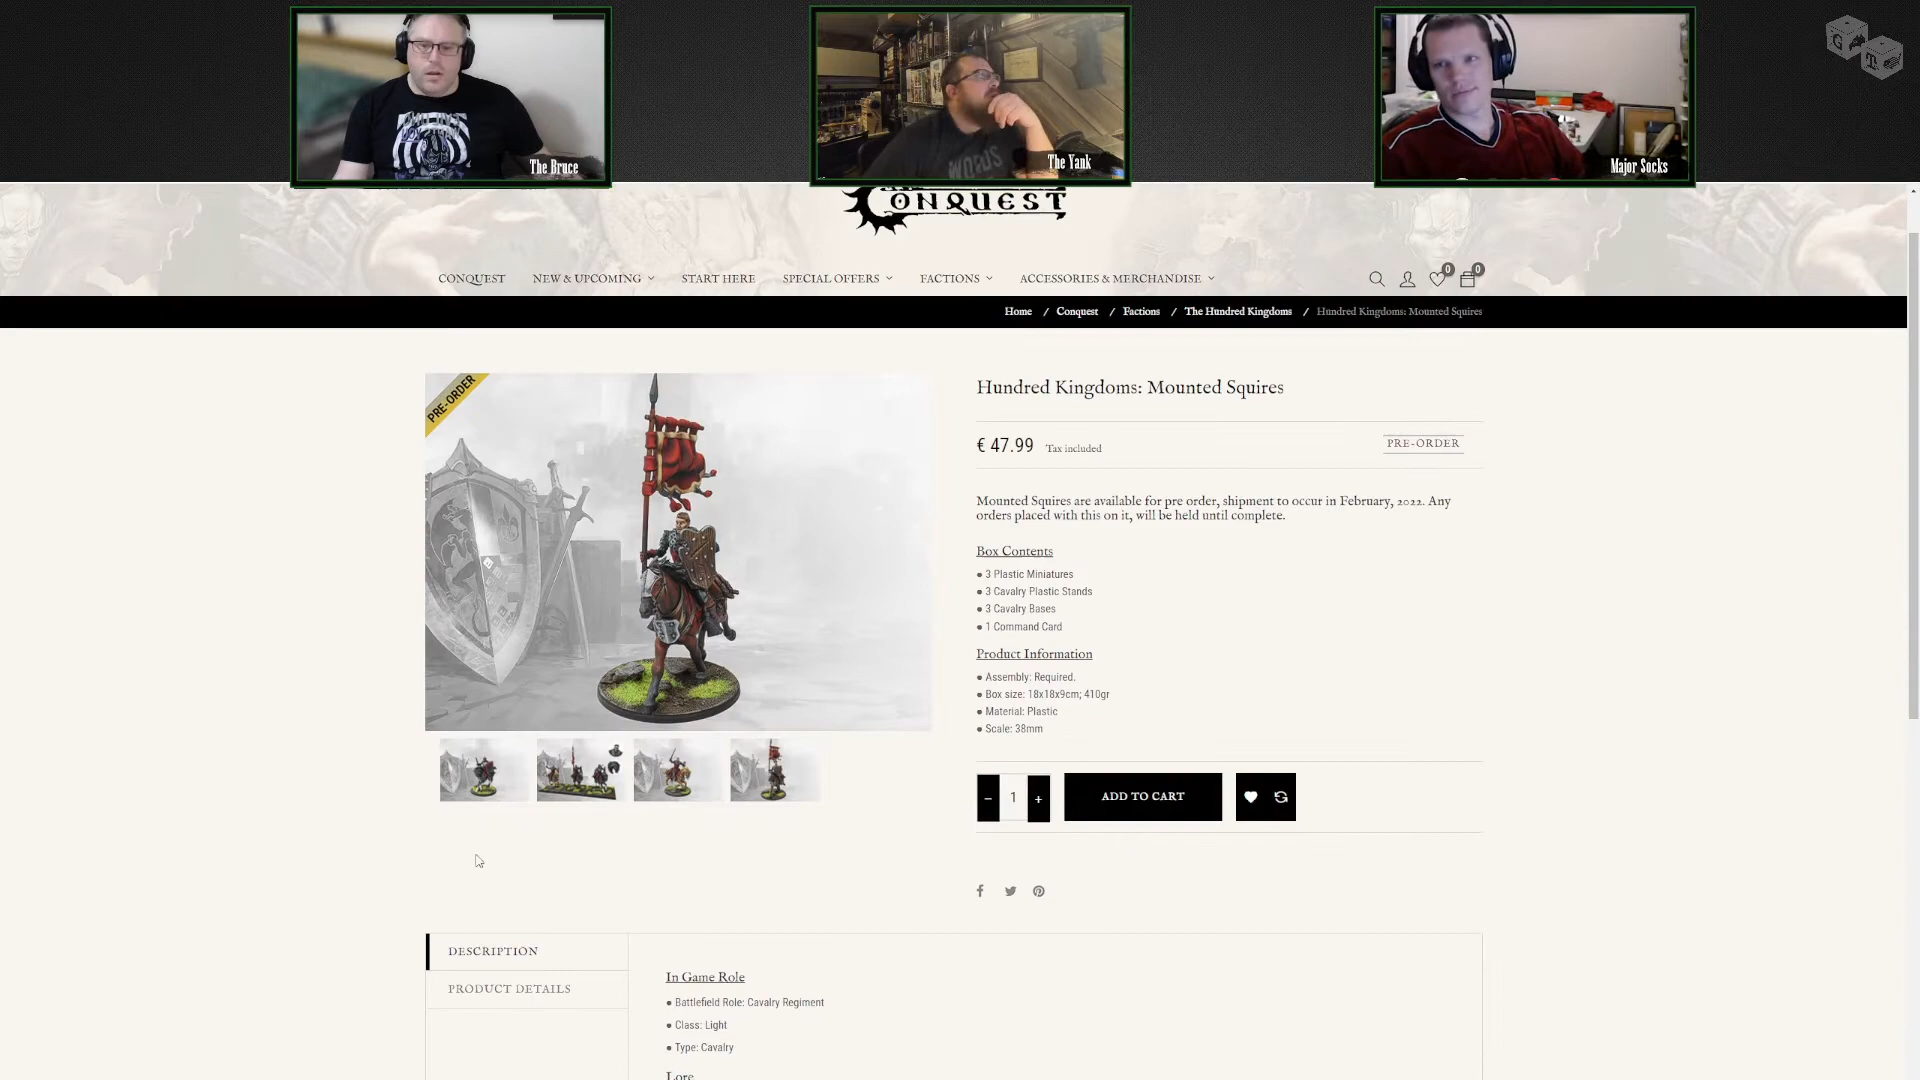 The Bruce
WORDS
The Yank
Major Socks
CONQUEST
CONQUEST
NEW & UPCOMING
START HERE
SPECIAL OFFERS
FACTIONS
ACCESSORIES & MERCHANDISE
0
0
Home / Conquest / Factions / The Hundred Kingdoms / Hundred Kingdoms: Mounted Squires
PRE-ORDER
Hundred Kingdoms: Mounted Squires
€ 47.99 Tax included
PRE-ORDER
Mounted Squires are available for pre order, shipment to occur in February, 2022. Any
orders placed with this on it, will be held until complete.
Box Contents
● 3 Plastic Miniatures
● 3 Cavalry Plastic Stands
● 3 Cavalry Bases
● 1 Command Card
Product Information
● Assembly: Required.
● Box size: 18x18x9cm; 410gr
● Material: Plastic
● Scale: 38mm
− 1 +
ADD TO CART
DESCRIPTION
PRODUCT DETAILS
In Game Role
● Battlefield Role: Cavalry Regiment
● Class: Light
● Type: Cavalry
Lore